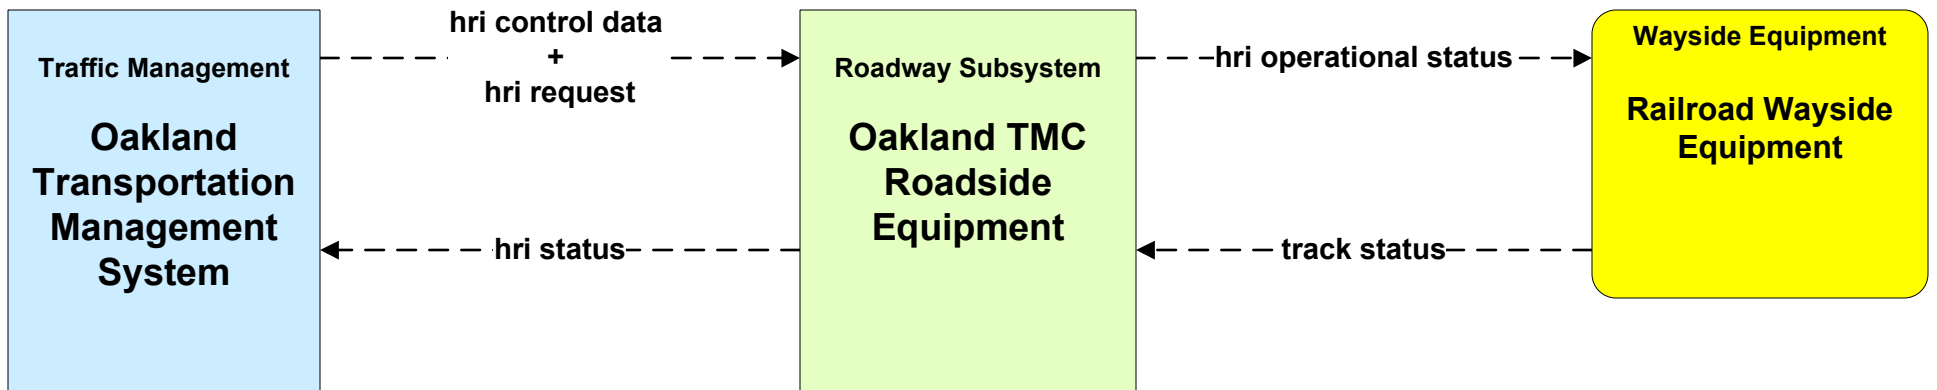 Traffic Management
Oakland
Transportation
Management
System
hri control data
+
hri request
hri status
Roadway Subsystem
Oakland TMC
Roadside
Equipment
hri operational status
track status
Wayside Equipment
Railroad Wayside
Equipment